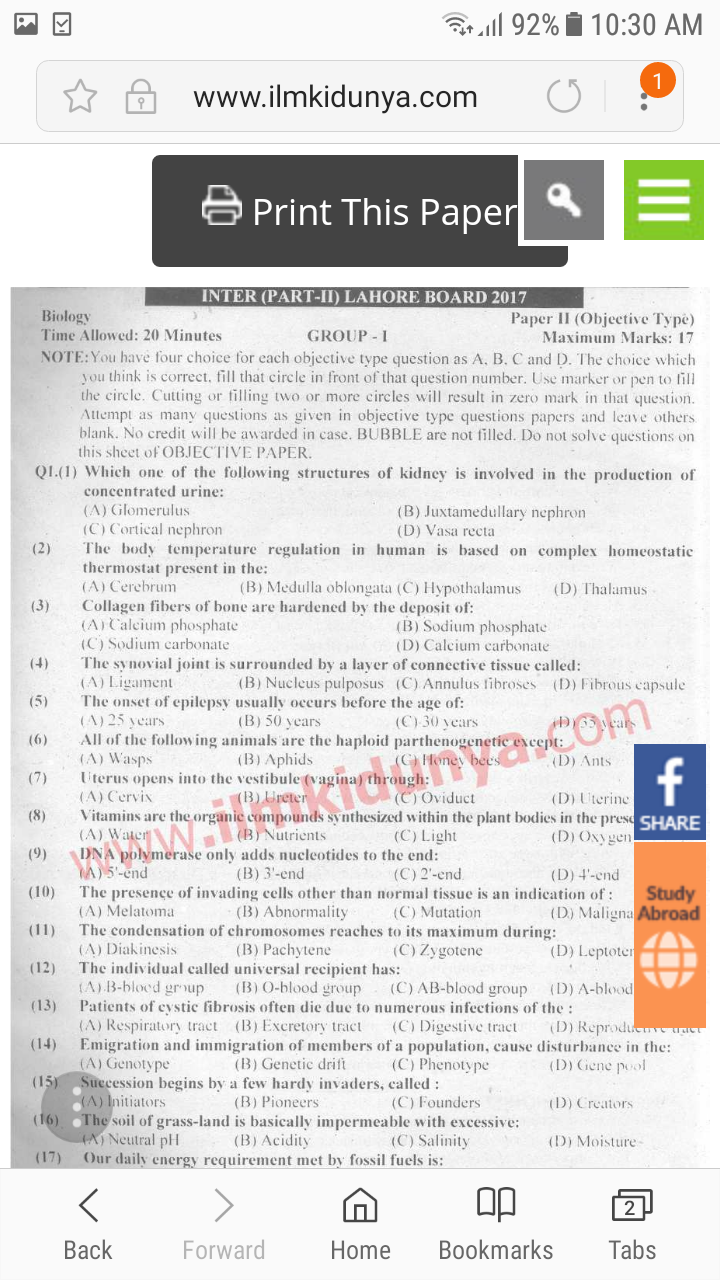 92% 10:30 AM
www.ilmkidunya.com
1
Print This Paper
INTER (PART-II) LAHORE BOARD 2017
Biology Paper II (Objective Type)
Time Allowed: 20 Minutes GROUP - I Maximum Marks: 17
NOTE: You have four choice for each objective type question as A, B, C and D. The choice which
you think is correct, fill that circle in front of that question number. Use marker or pen to fill
the circle. Cutting or filling two or more circles will result in zero mark in that question.
Attempt as many questions as given in objective type questions papers and leave others
blank. No credit will be awarded in case. BUBBLE are not filled. Do not solve questions on
this sheet of OBJECTIVE PAPER.
Q1.(1) Which one of the following structures of kidney is involved in the production of
concentrated urine:
(A) Glomerulus (B) Juxtamedullary nephron
(C) Cortical nephron (D) Vasa recta
(2) The body temperature regulation in human is based on complex homeostatic
thermostat present in the:
(A) Cerebrum (B) Medulla oblongata (C) Hypothalamus (D) Thalamus
(3) Collagen fibers of bone are hardened by the deposit of:
(A) Calcium phosphate (B) Sodium phosphate
(C) Sodium carbonate (D) Calcium carbonate
(4) The synovial joint is surrounded by a layer of connective tissue called:
(A) Ligament (B) Nucleus pulposus (C) Annulus fibroses (D) Fibrous capsule
(5) The onset of epilepsy usually occurs before the age of:
(A) 25 years (B) 50 years (C) 30 years (D) 35 years
(6) All of the following animals are the haploid parthenogenetic except:
(A) Wasps (B) Aphids (C) Honey bees (D) Ants
(7) Uterus opens into the vestibule (vagina) through:
(A) Cervix (B) Ureter (C) Oviduct (D) Uterine
(8) Vitamins are the organic compounds synthesized within the plant bodies in the prese
(A) Water (B) Nutrients (C) Light (D) Oxygen
(9) DNA polymerase only adds nucleotides to the end:
(A) 5'-end (B) 3'-end (C) 2'-end (D) 4'-end
(10) The presence of invading cells other than normal tissue is an indication of :
(A) Melatoma (B) Abnormality (C) Mutation (D) Maligna
(11) The condensation of chromosomes reaches to its maximum during:
(A) Diakinesis (B) Pachytene (C) Zygotene (D) Leptoter
(12) The individual called universal recipient has:
(A) B-blood group (B) O-blood group (C) AB-blood group (D) A-blood
(13) Patients of cystic fibrosis often die due to numerous infections of the :
(A) Respiratory tract (B) Excretory tract (C) Digestive tract (D) Reproductive tract
(14) Emigration and immigration of members of a population, cause disturbance in the:
(A) Genotype (B) Genetic drift (C) Phenotype (D) Gene pool
(15) Succession begins by a few hardy invaders, called :
(A) Initiators (B) Pioneers (C) Founders (D) Creators
(16) The soil of grass-land is basically impermeable with excessive:
(A) Neutral pH (B) Acidity (C) Salinity (D) Moisture
(17) Our daily energy requirement met by fossil fuels is:
www.ilmkidunya.com
f
SHARE
Study
Abroad
2
Back Forward Home Bookmarks Tabs